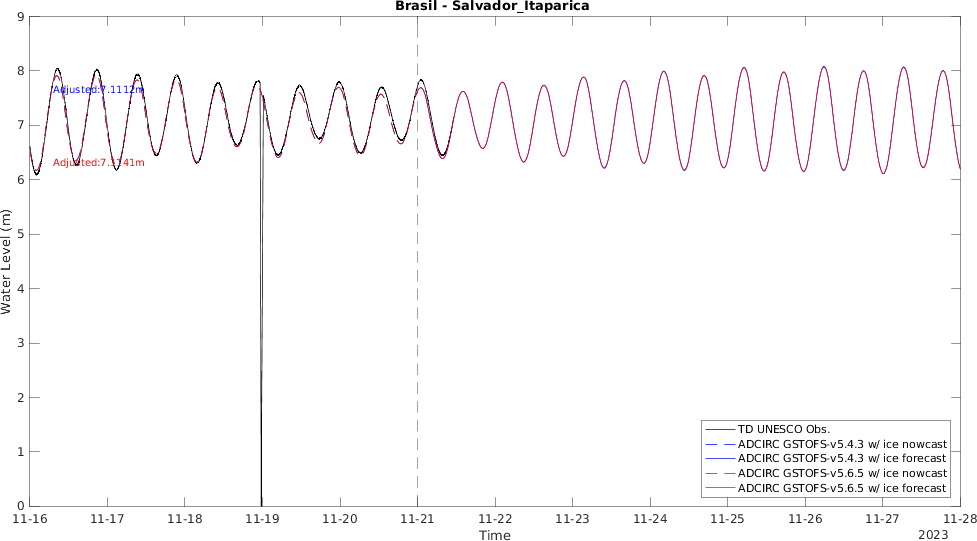 Brasil - Salvador_Itaparica
9
8
7
6
5
4
3
2
1
0
Water Level (m)
Adjusted:7.1112m
Adjusted:7.1141m
TD UNESCO Obs.
ADCIRC GSTOFS-v5.4.3 w/ ice nowcast
ADCIRC GSTOFS-v5.4.3 w/ ice forecast
ADCIRC GSTOFS-v5.6.5 w/ ice nowcast
ADCIRC GSTOFS-v5.6.5 w/ ice forecast
11-16 11-17 11-18 11-19 11-20 11-21 11-22 11-23 11-24 11-25 11-26 11-27 11-28
Time
2023